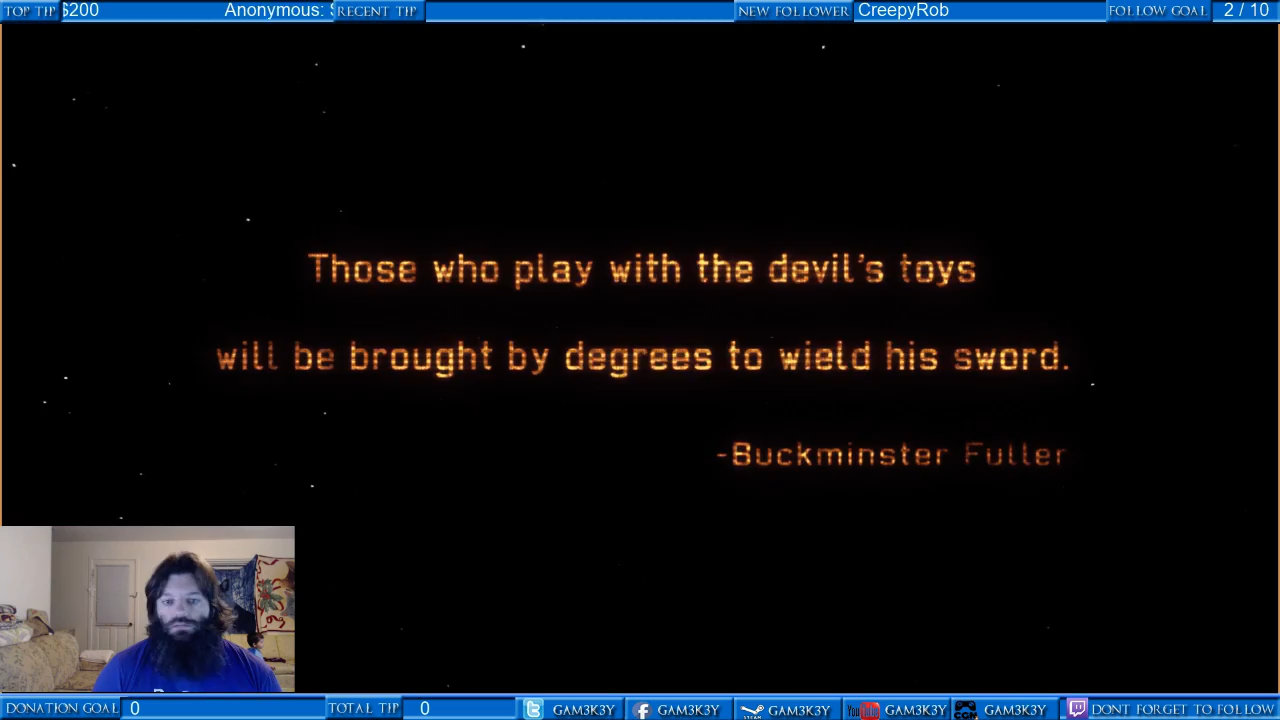 TOP TIP $200 Anonymous: RECENT TIP NEW FOLLOWER CreepyRob FOLLOW GOAL 2 / 10
Those who play with the devil's toys
will be brought by degrees to wield his sword.
-Buckminster Fuller
DONATION GOAL 0 TOTAL TIP 0 GAM3K3Y GAM3K3Y STEAM GAM3K3Y YouTube GAM3K3Y GAM3K3Y DONT FORGET TO FOLLOW